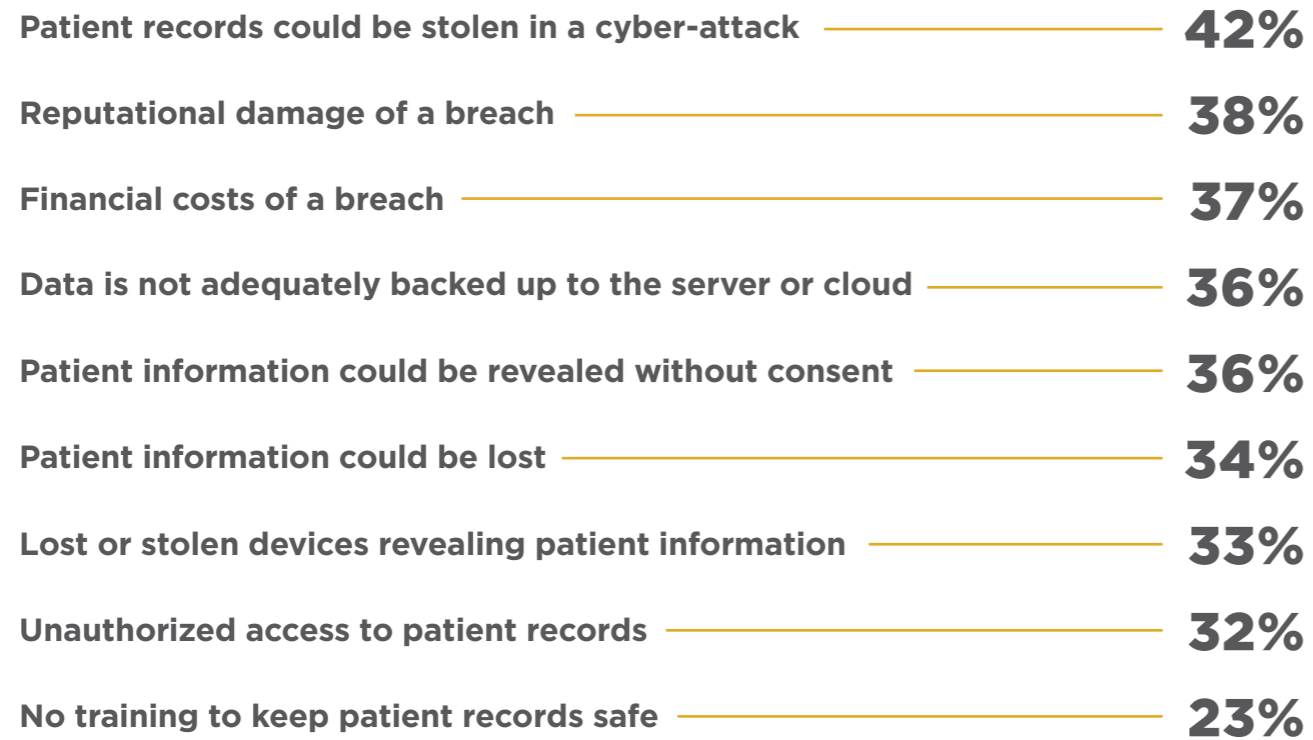 Patient records could be stolen in a cyber-attack 42%
Reputational damage of a breach 38%
Financial costs of a breach 37%
Data is not adequately backed up to the server or cloud 36%
Patient information could be revealed without consent 36%
Patient information could be lost 34%
Lost or stolen devices revealing patient information 33%
Unauthorized access to patient records 32%
No training to keep patient records safe 23%